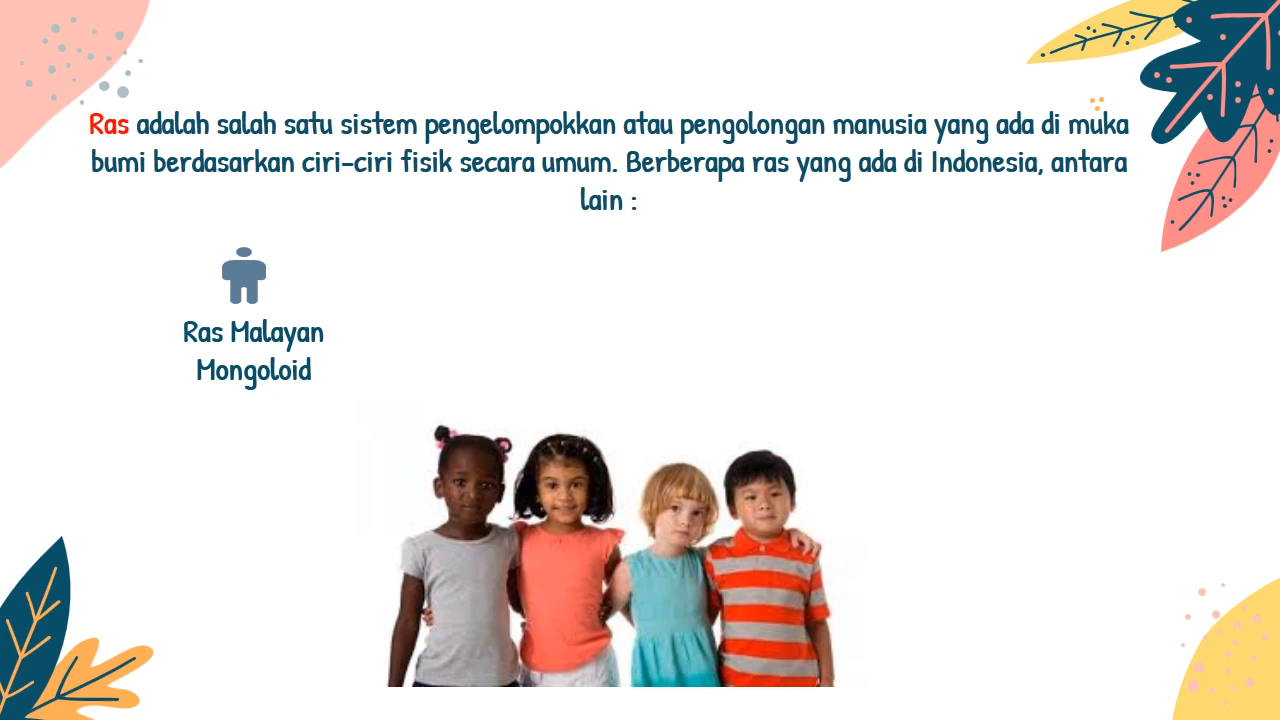 Ras adalah salah satu sistem pengelompokkan atau pengolongan manusia yang ada di muka
bumi berdasarkan ciri-ciri fisik secara umum. Berberapa ras yang ada di Indonesia, antara
lain :
Ras Malayan
Mongoloid